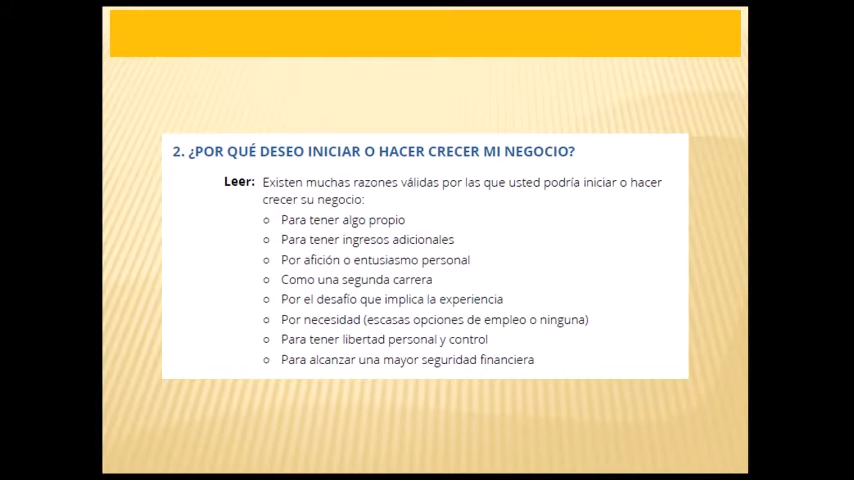 2. ¿POR QUÉ DESEO INICIAR O HACER CRECER MI NEGOCIO?
Leer: Existen muchas razones válidas por las que usted podría iniciar o hacer
crecer su negocio:
○ Para tener algo propio
○ Para tener ingresos adicionales
○ Por afición o entusiasmo personal
○ Como una segunda carrera
○ Por el desafío que implica la experiencia
○ Por necesidad (escasas opciones de empleo o ninguna)
○ Para tener libertad personal y control
○ Para alcanzar una mayor seguridad financiera